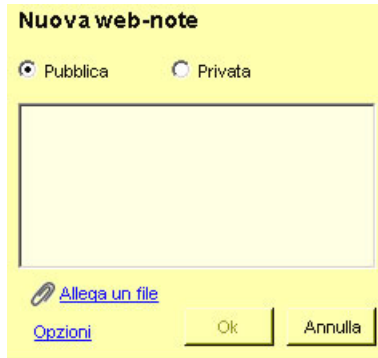 Nuova web-note
Pubblica Privata
Allega un file
Opzioni Ok Annulla